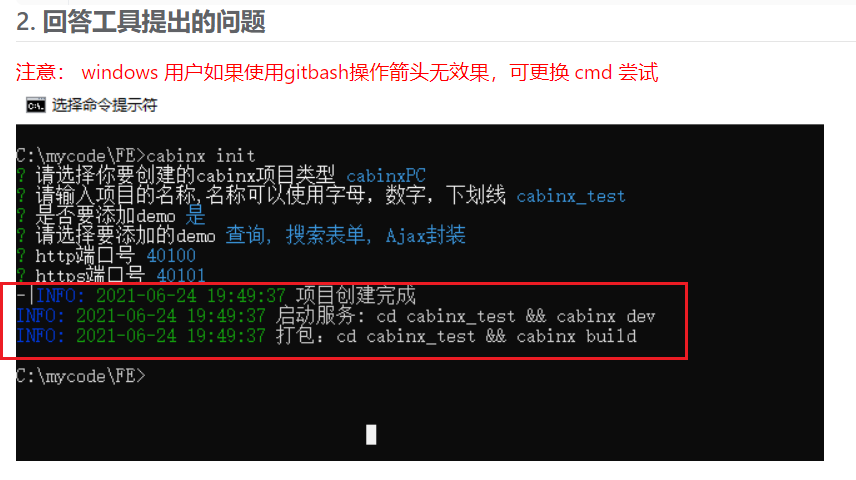 2. 回答工具提出的问题
注意： windows 用户如果使用gitbash操作箭头无效果，可更换 cmd 尝试
选择命令提示符
C:\mycode\FE>cabinx init
? 请选择你要创建的cabinx项目类型 cabinxPC
? 请输入项目的名称,名称可以使用字母，数字，下划线 cabinx_test
? 是否要添加demo 是
? 请选择要添加的demo 查询, 搜索表单, Ajax封装
? http端口号 40100
? https端口号 40101
-|INFO: 2021-06-24 19:49:37 项目创建完成
INFO: 2021-06-24 19:49:37 启动服务: cd cabinx_test && cabinx dev
INFO: 2021-06-24 19:49:37 打包: cd cabinx_test && cabinx build
C:\mycode\FE>